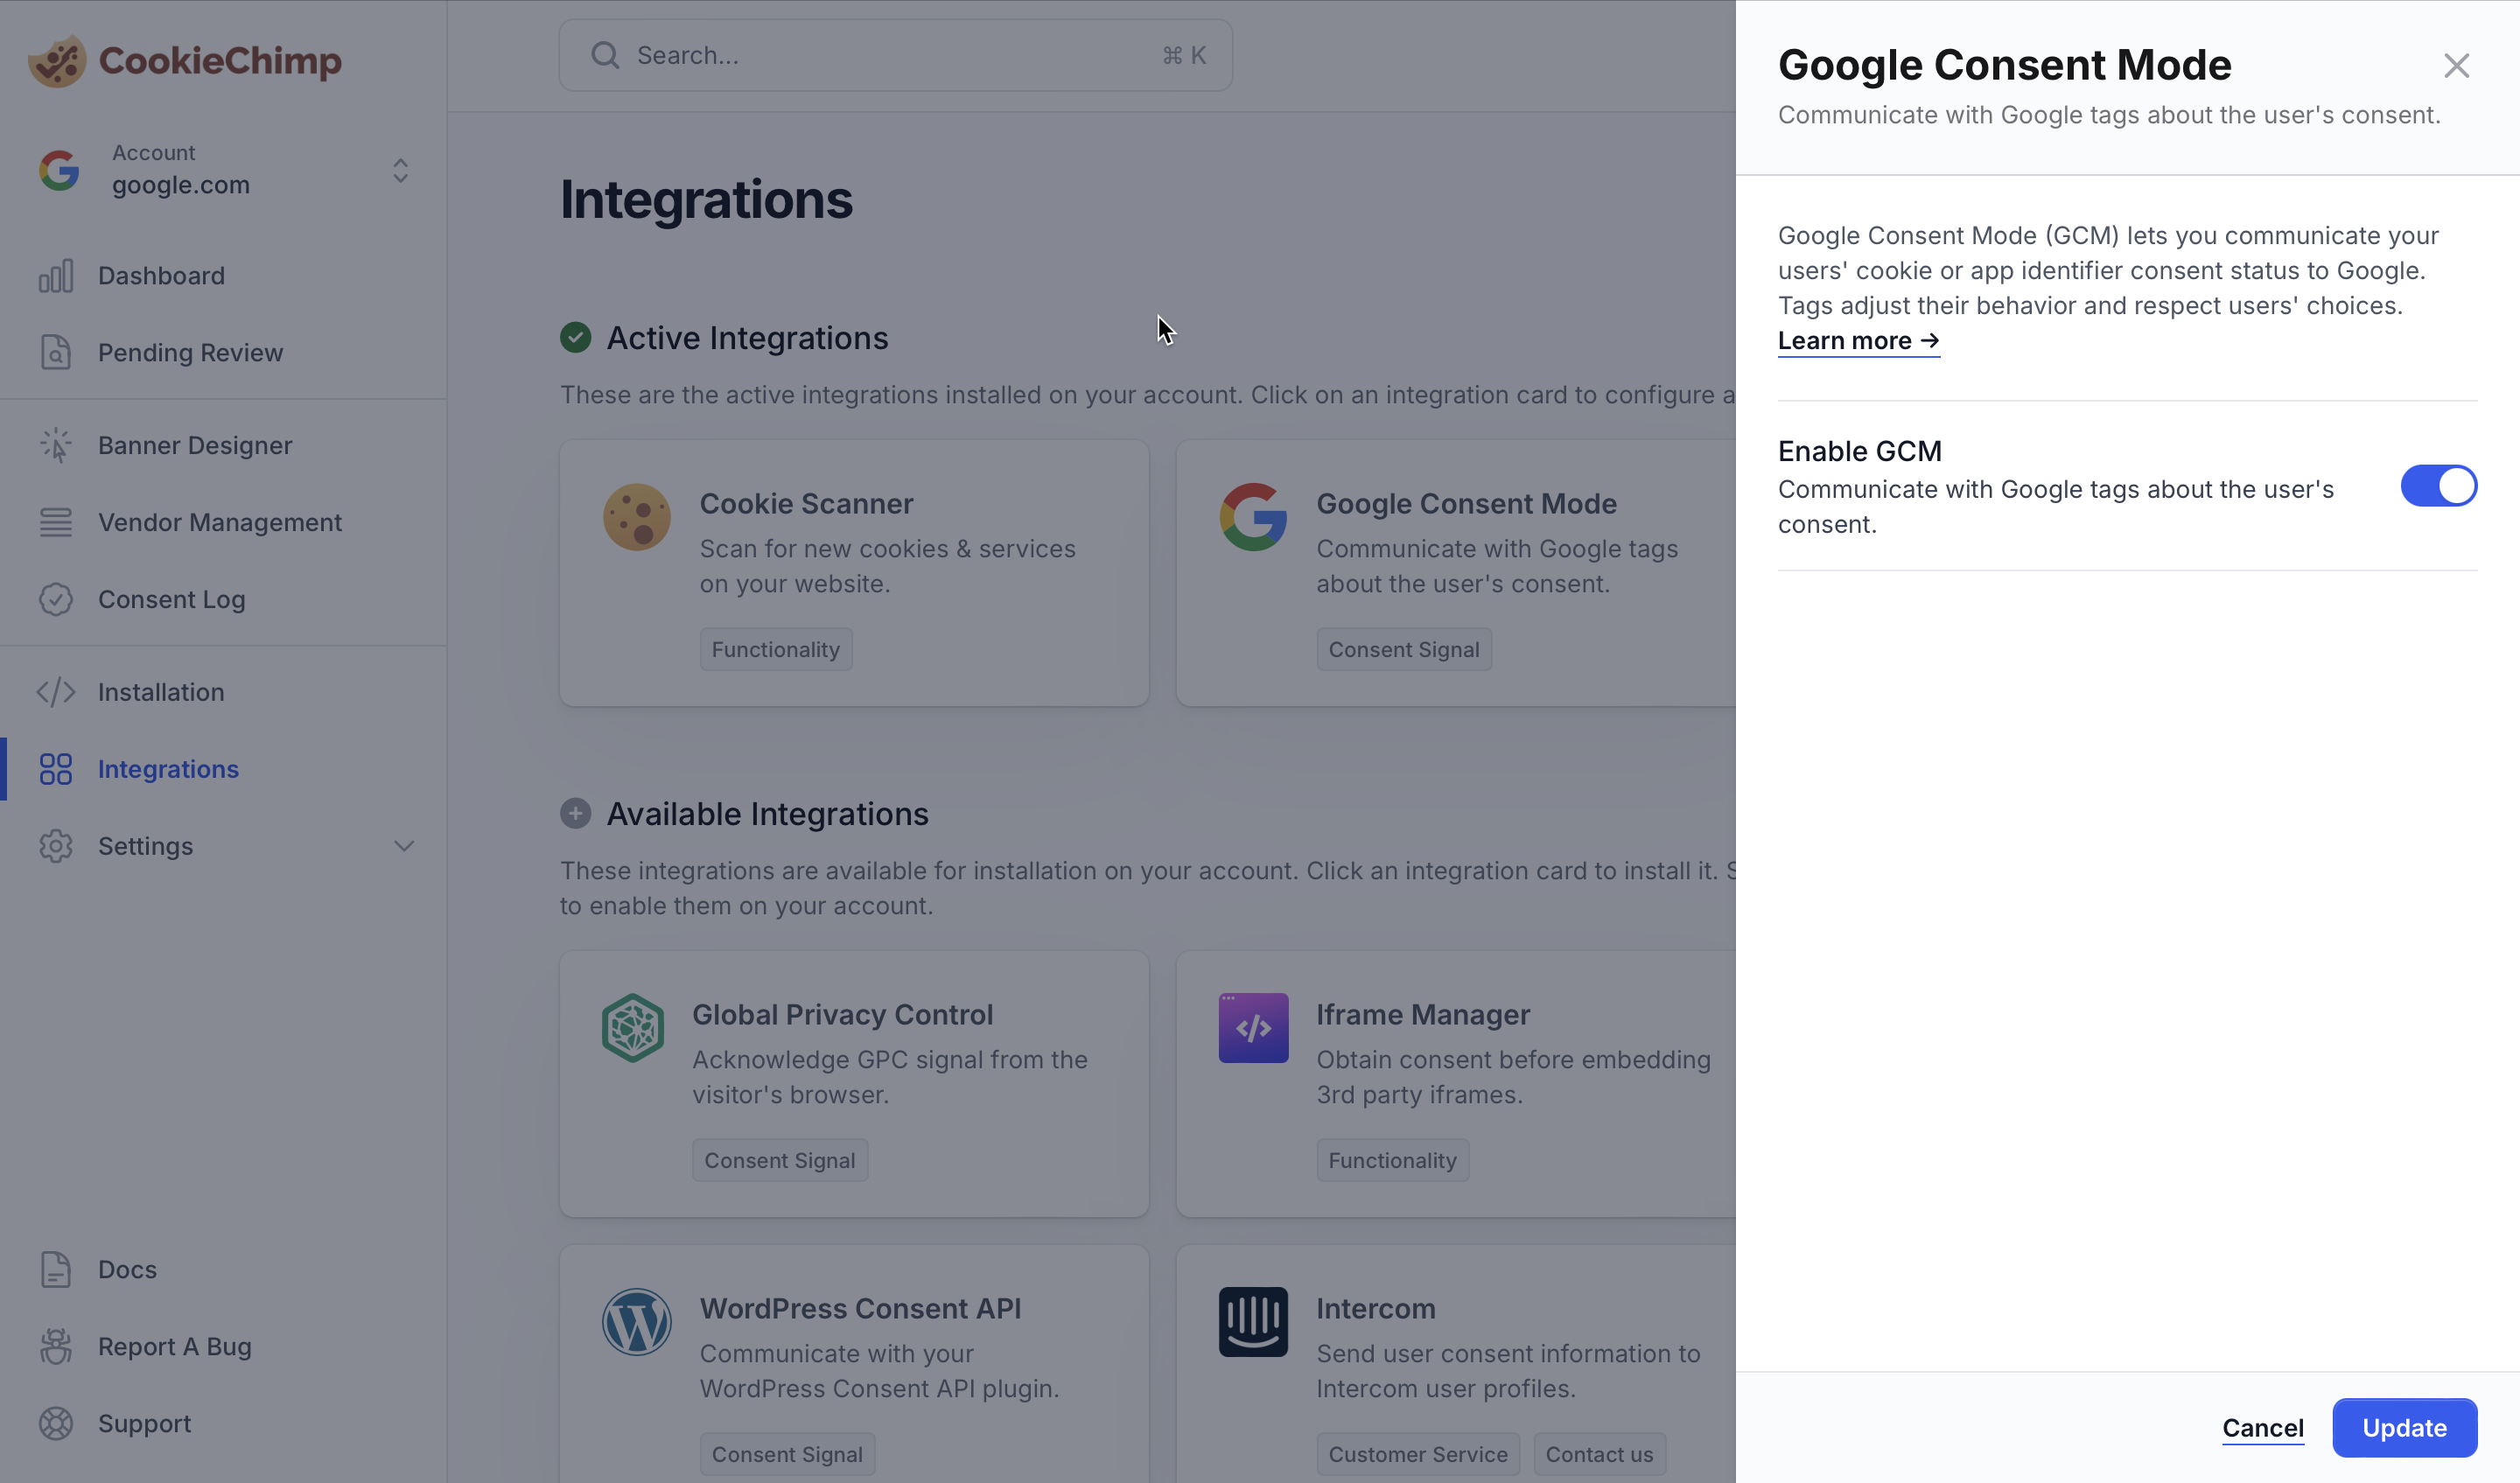 CookieChimp
Account
google.com
Dashboard
Pending Review
Banner Designer
Vendor Management
Consent Log
Installation
Integrations
Settings
Docs
Report A Bug
Support
Search...
⌘ K
Integrations
Active Integrations
These are the active integrations installed on your account. Click on an integration card to configure a
Cookie Scanner
Scan for new cookies & services
on your website.
Functionality
Google Consent Mode
Communicate with Google tags
about the user's consent.
Consent Signal
Available Integrations
These integrations are available for installation on your account. Click an integration card to install it. S
to enable them on your account.
Global Privacy Control
Acknowledge GPC signal from the
visitor's browser.
Consent Signal
Iframe Manager
Obtain consent before embedding
3rd party iframes.
Functionality
WordPress Consent API
Communicate with your
WordPress Consent API plugin.
Consent Signal
Intercom
Send user consent information to
Intercom user profiles.
Customer Service
Contact us
Google Consent Mode
Communicate with Google tags about the user's consent.
Google Consent Mode (GCM) lets you communicate your
users' cookie or app identifier consent status to Google.
Tags adjust their behavior and respect users' choices.
Learn more →
Enable GCM
Communicate with Google tags about the user's
consent.
Cancel
Update